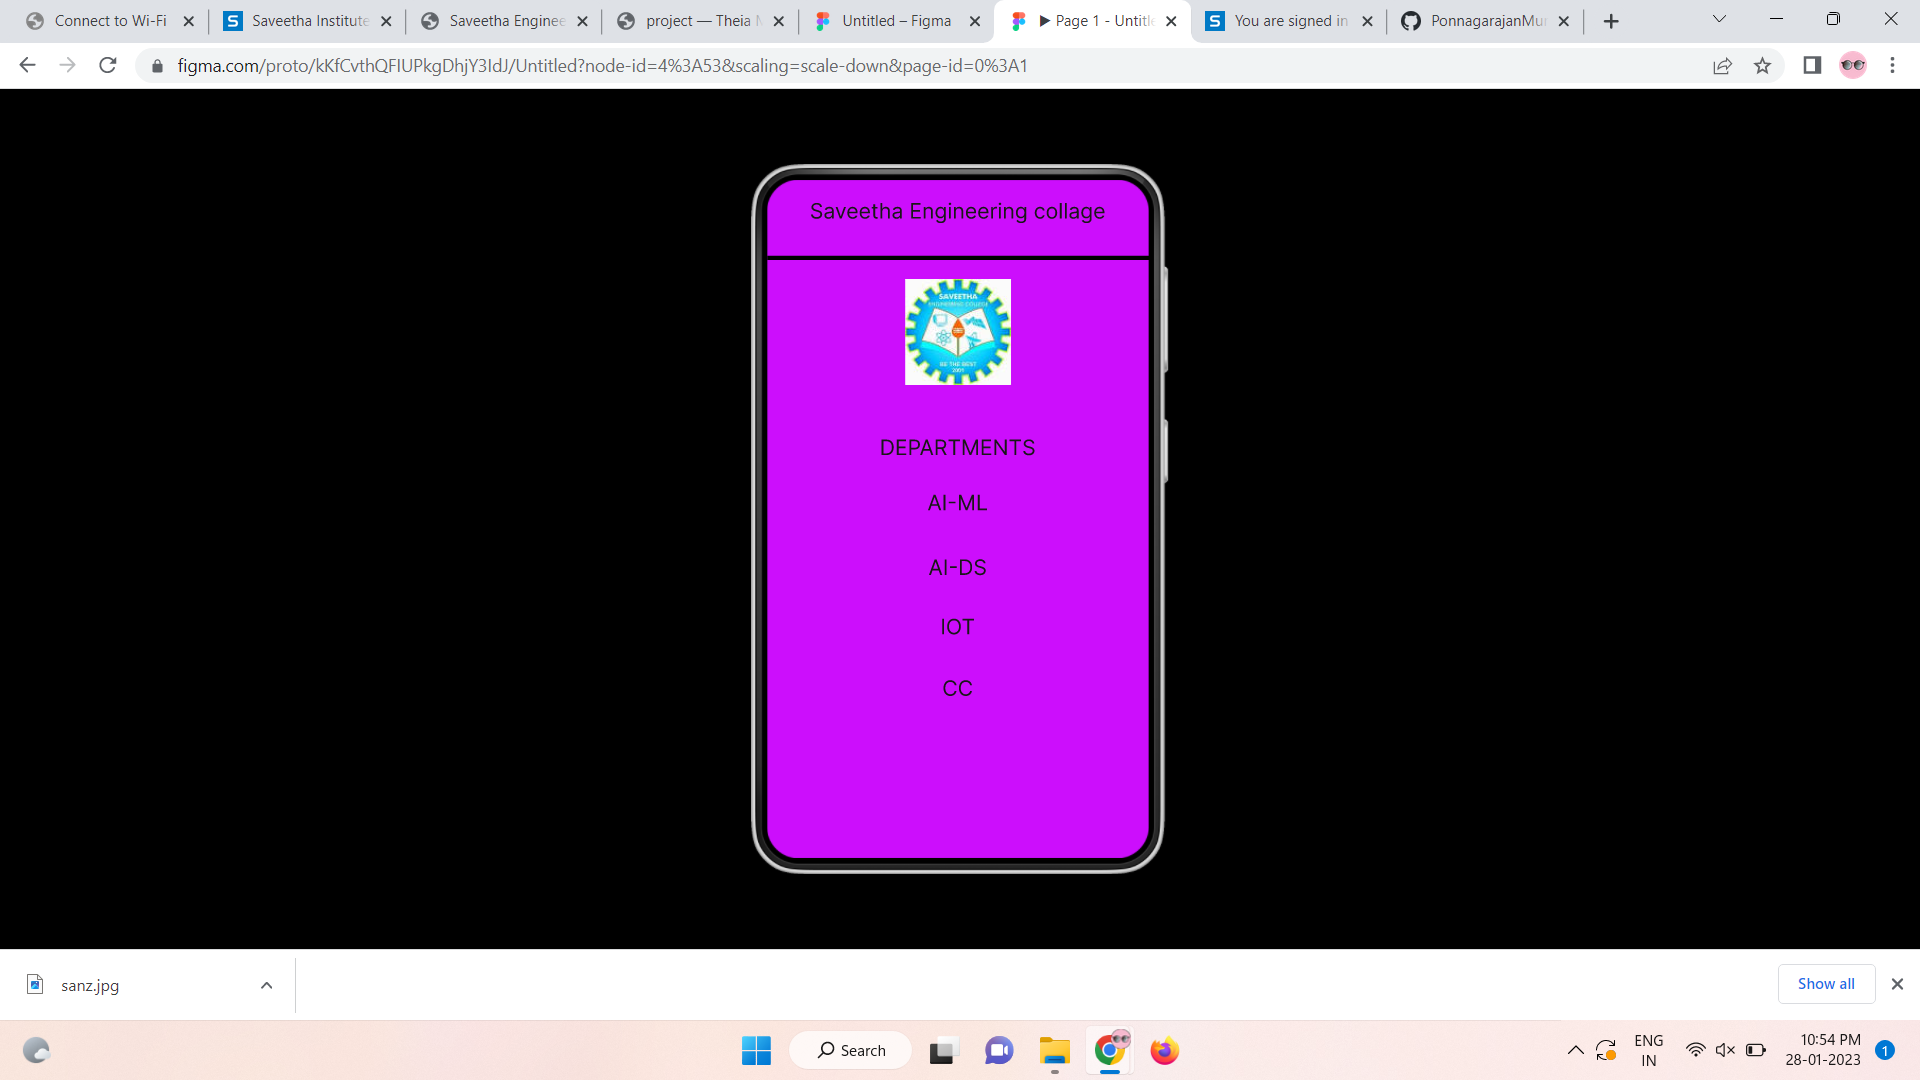 Connect to Wi-Fi
Saveetha Institute
Saveetha Enginee
project — Theia
Untitled – Figma
Page 1 - Untitle
You are signed in
PonnagarajanMu
figma.com/proto/kKfCvthQFIUPkgDhjY3IdJ/Untitled?node-id=4%3A53&scaling=scale-down&page-id=0%3A1
Saveetha Engineering collage
SAVEETHA
ENGINEERING COLLEGE
BE THE BEST
2001
DEPARTMENTS
AI-ML
AI-DS
IOT
CC
sanz.jpg
Show all
Search
ENG
IN
10:54 PM
28-01-2023
1